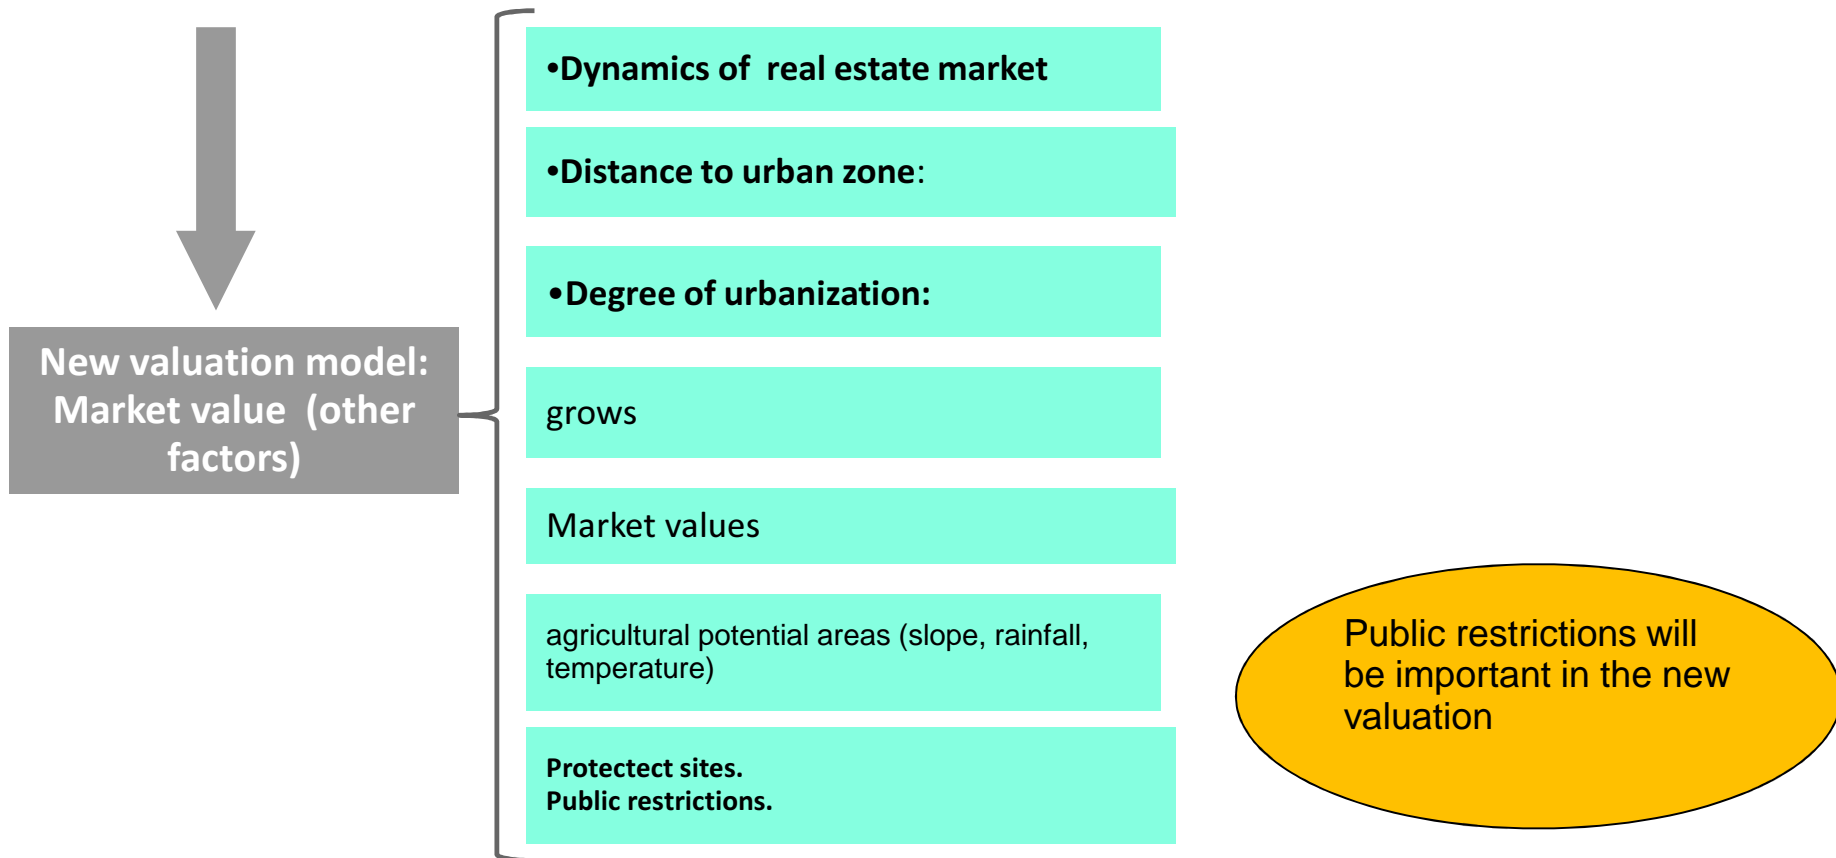 •Dynamics of  real estate market
•Distance to urban zone:
•Degree of urbanization:
New valuation model:
Market value  (other
factors)
grows
Market values
agricultural potential areas (slope, rainfall,
temperature)
Protectect sites.
Public restrictions.
Public restrictions will
be important in the new
valuation